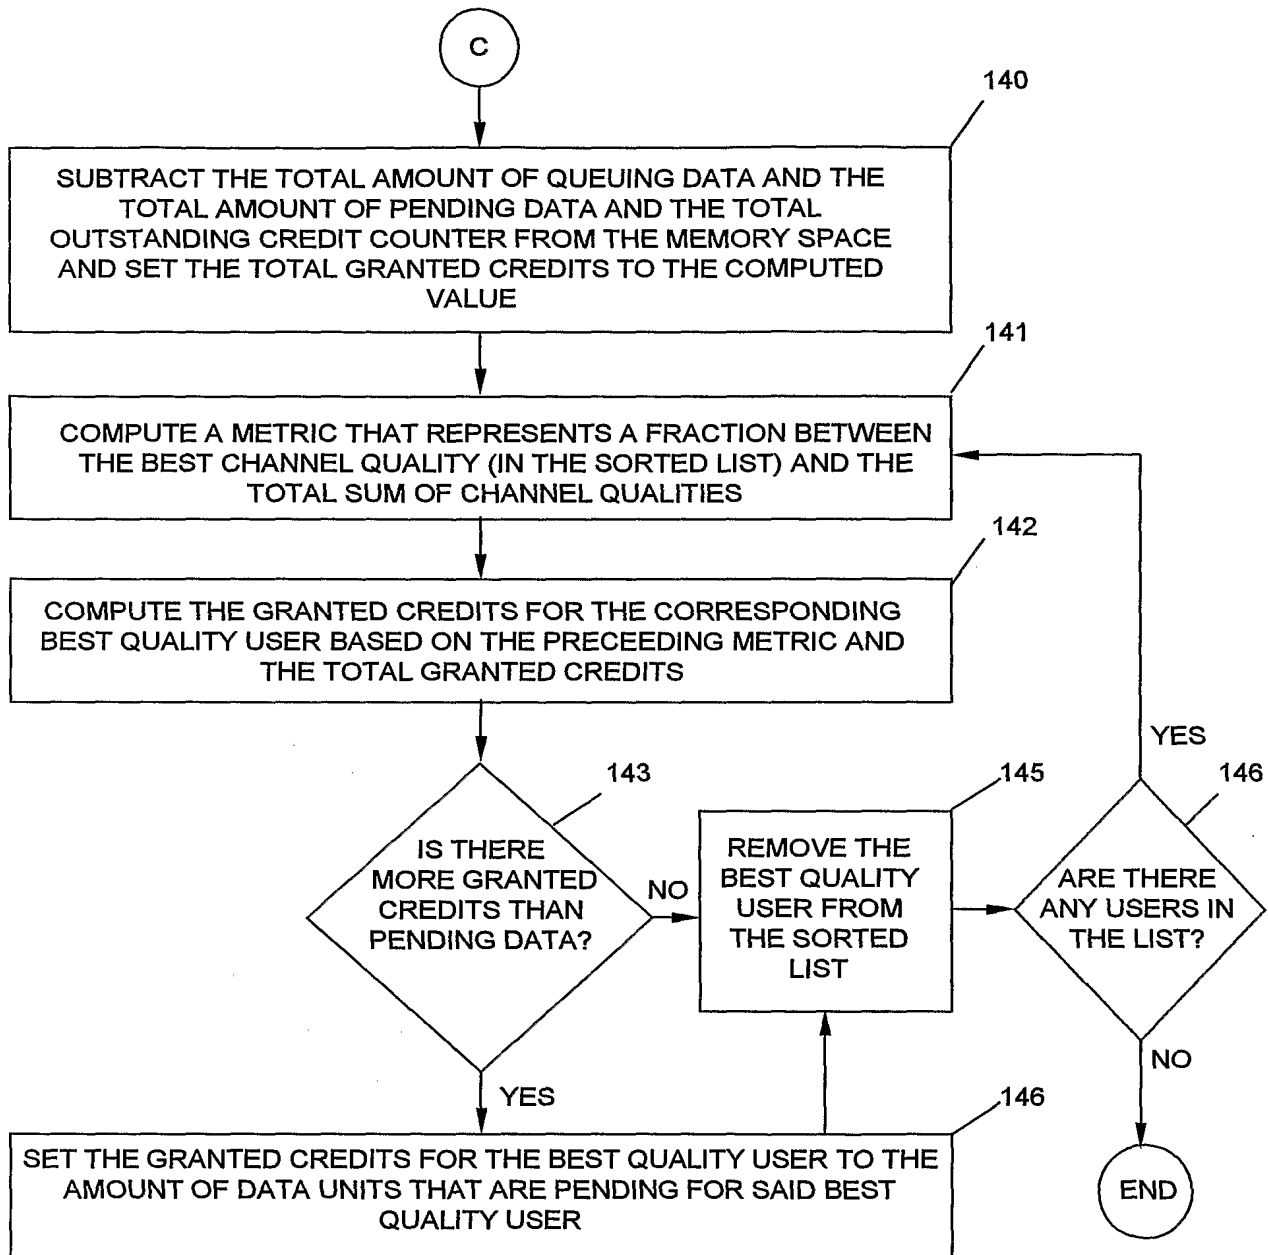 C
140
SUBTRACT THE TOTAL AMOUNT OF QUEUING DATA AND THE
TOTAL AMOUNT OF PENDING DATA AND THE TOTAL
OUTSTANDING CREDIT COUNTER FROM THE MEMORY SPACE
AND SET THE TOTAL GRANTED CREDITS TO THE COMPUTED
VALUE
141
COMPUTE A METRIC THAT REPRESENTS A FRACTION BETWEEN
THE BEST CHANNEL QUALITY (IN THE SORTED LIST) AND THE
TOTAL SUM OF CHANNEL QUALITIES
142
COMPUTE THE GRANTED CREDITS FOR THE CORRESPONDING
BEST QUALITY USER BASED ON THE PRECEEDING METRIC AND
THE TOTAL GRANTED CREDITS
143
IS THERE
MORE GRANTED
CREDITS THAN
PENDING DATA?
NO
145
REMOVE THE
BEST QUALITY
USER FROM
THE SORTED
LIST
YES
146
ARE THERE
ANY USERS IN
THE LIST?
NO
YES
146
SET THE GRANTED CREDITS FOR THE BEST QUALITY USER TO THE
AMOUNT OF DATA UNITS THAT ARE PENDING FOR SAID BEST
QUALITY USER
END